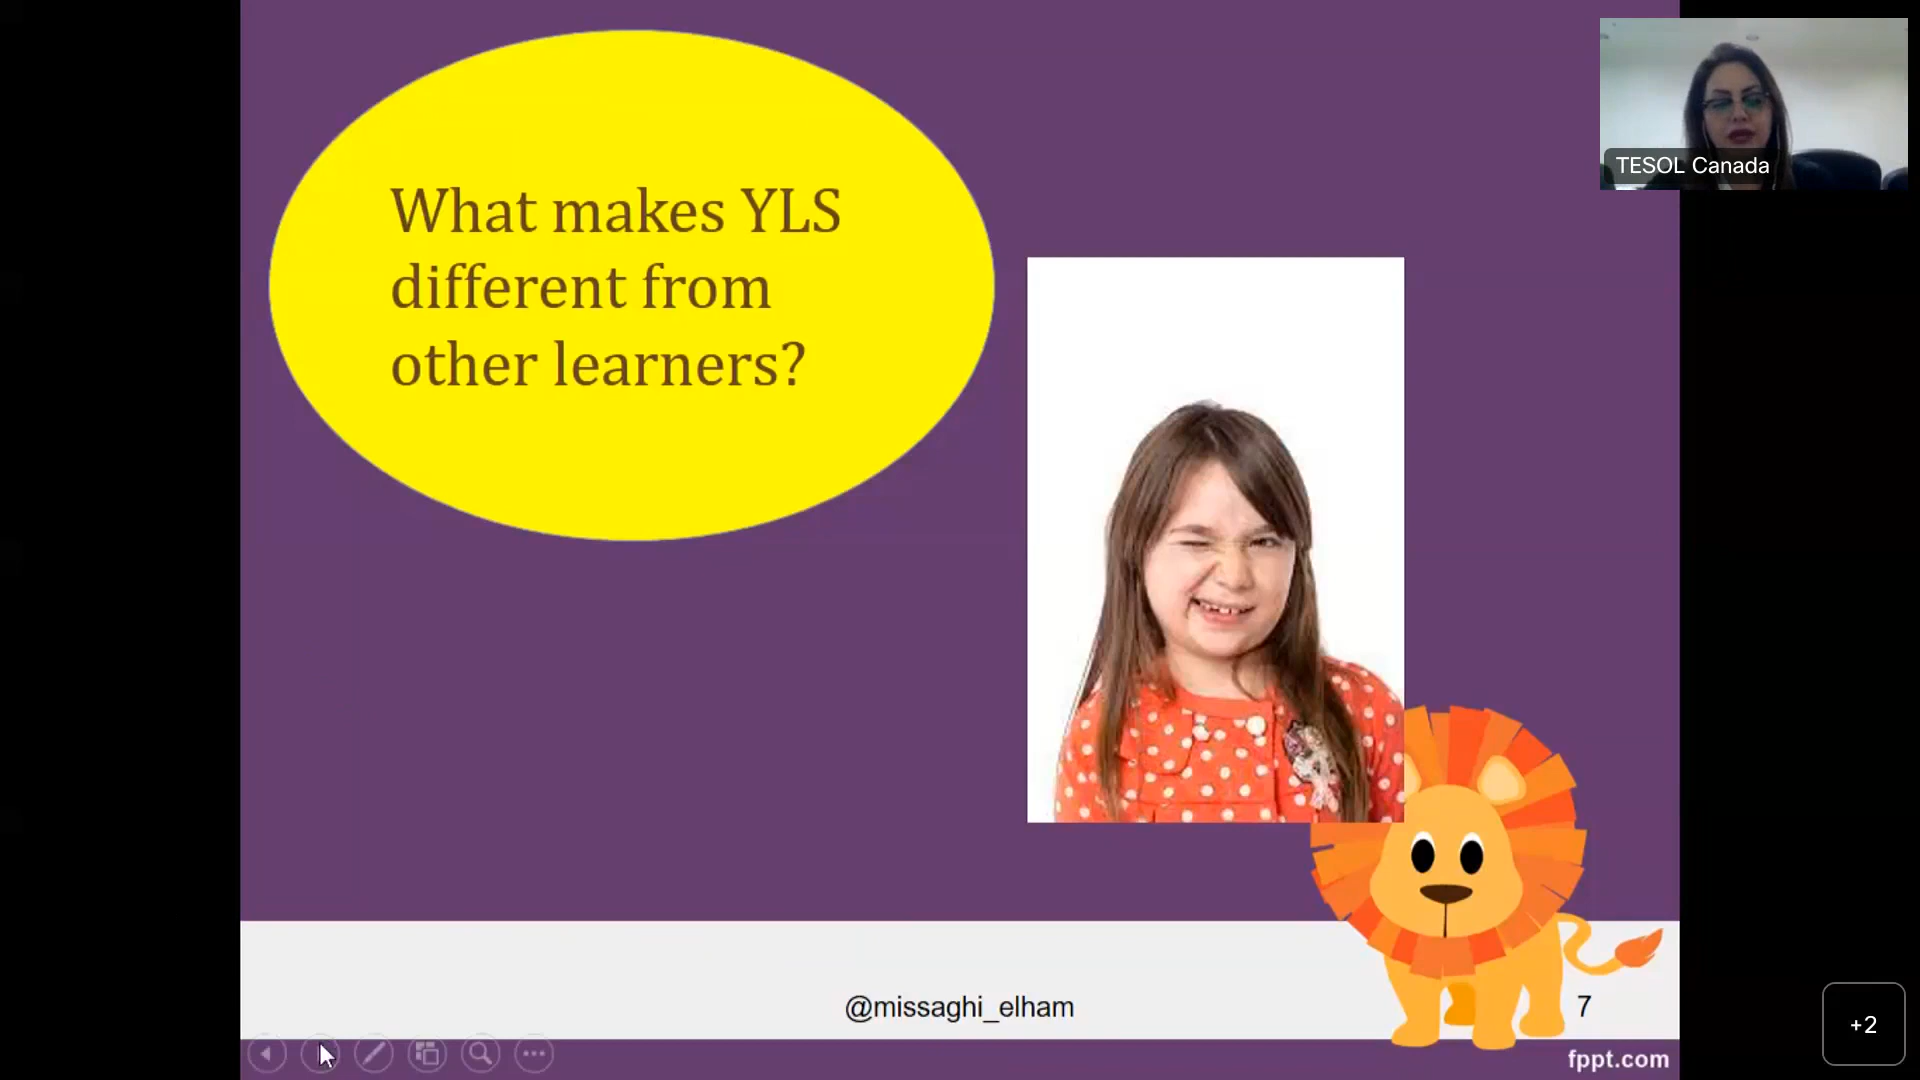 What makes YLS
different from
other learners?
TESOL Canada
@missaghi_elham
7
+2
fppt.com